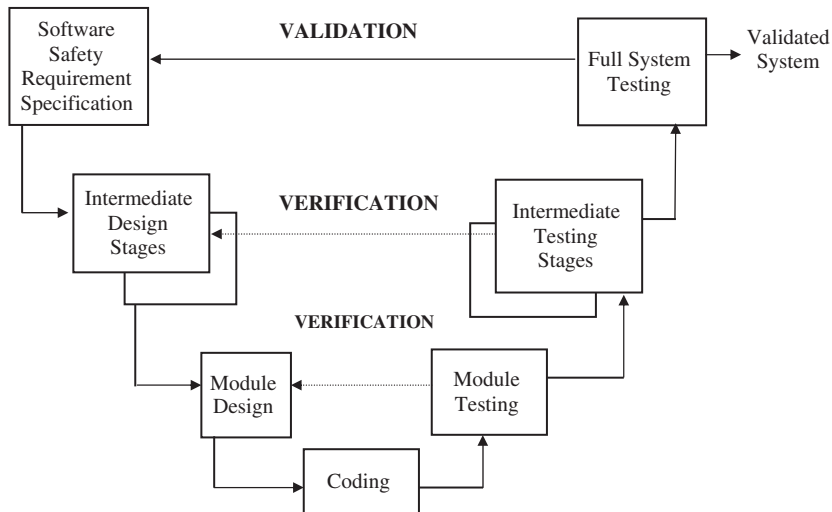 Software
Safety
Requirement
Specification
VALIDATION
Full System
Testing
Validated
System
Intermediate
Design
Stages
VERIFICATION
Intermediate
Testing
Stages
VERIFICATION
Module
Design
Module
Testing
Coding